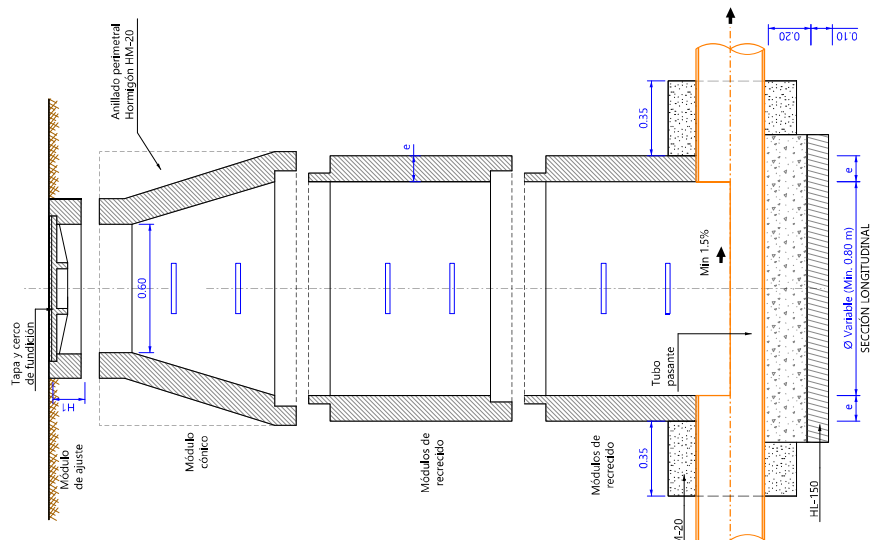 Tapa y cerco
de fundición
Anillado perimetral
Hormigón HM-20
H1
0.60
e
0.35
0.20
0.10
Min 1.5%
Tubo
pasante
e
Ø Variable (Min. 0.80 m)
e
SECCIÓN LONGITUDINAL
Módulo
de ajuste
Módulo
cónico
Módulos de
recrecido
Módulos de
recrecido
0.35
M-20
HL-150